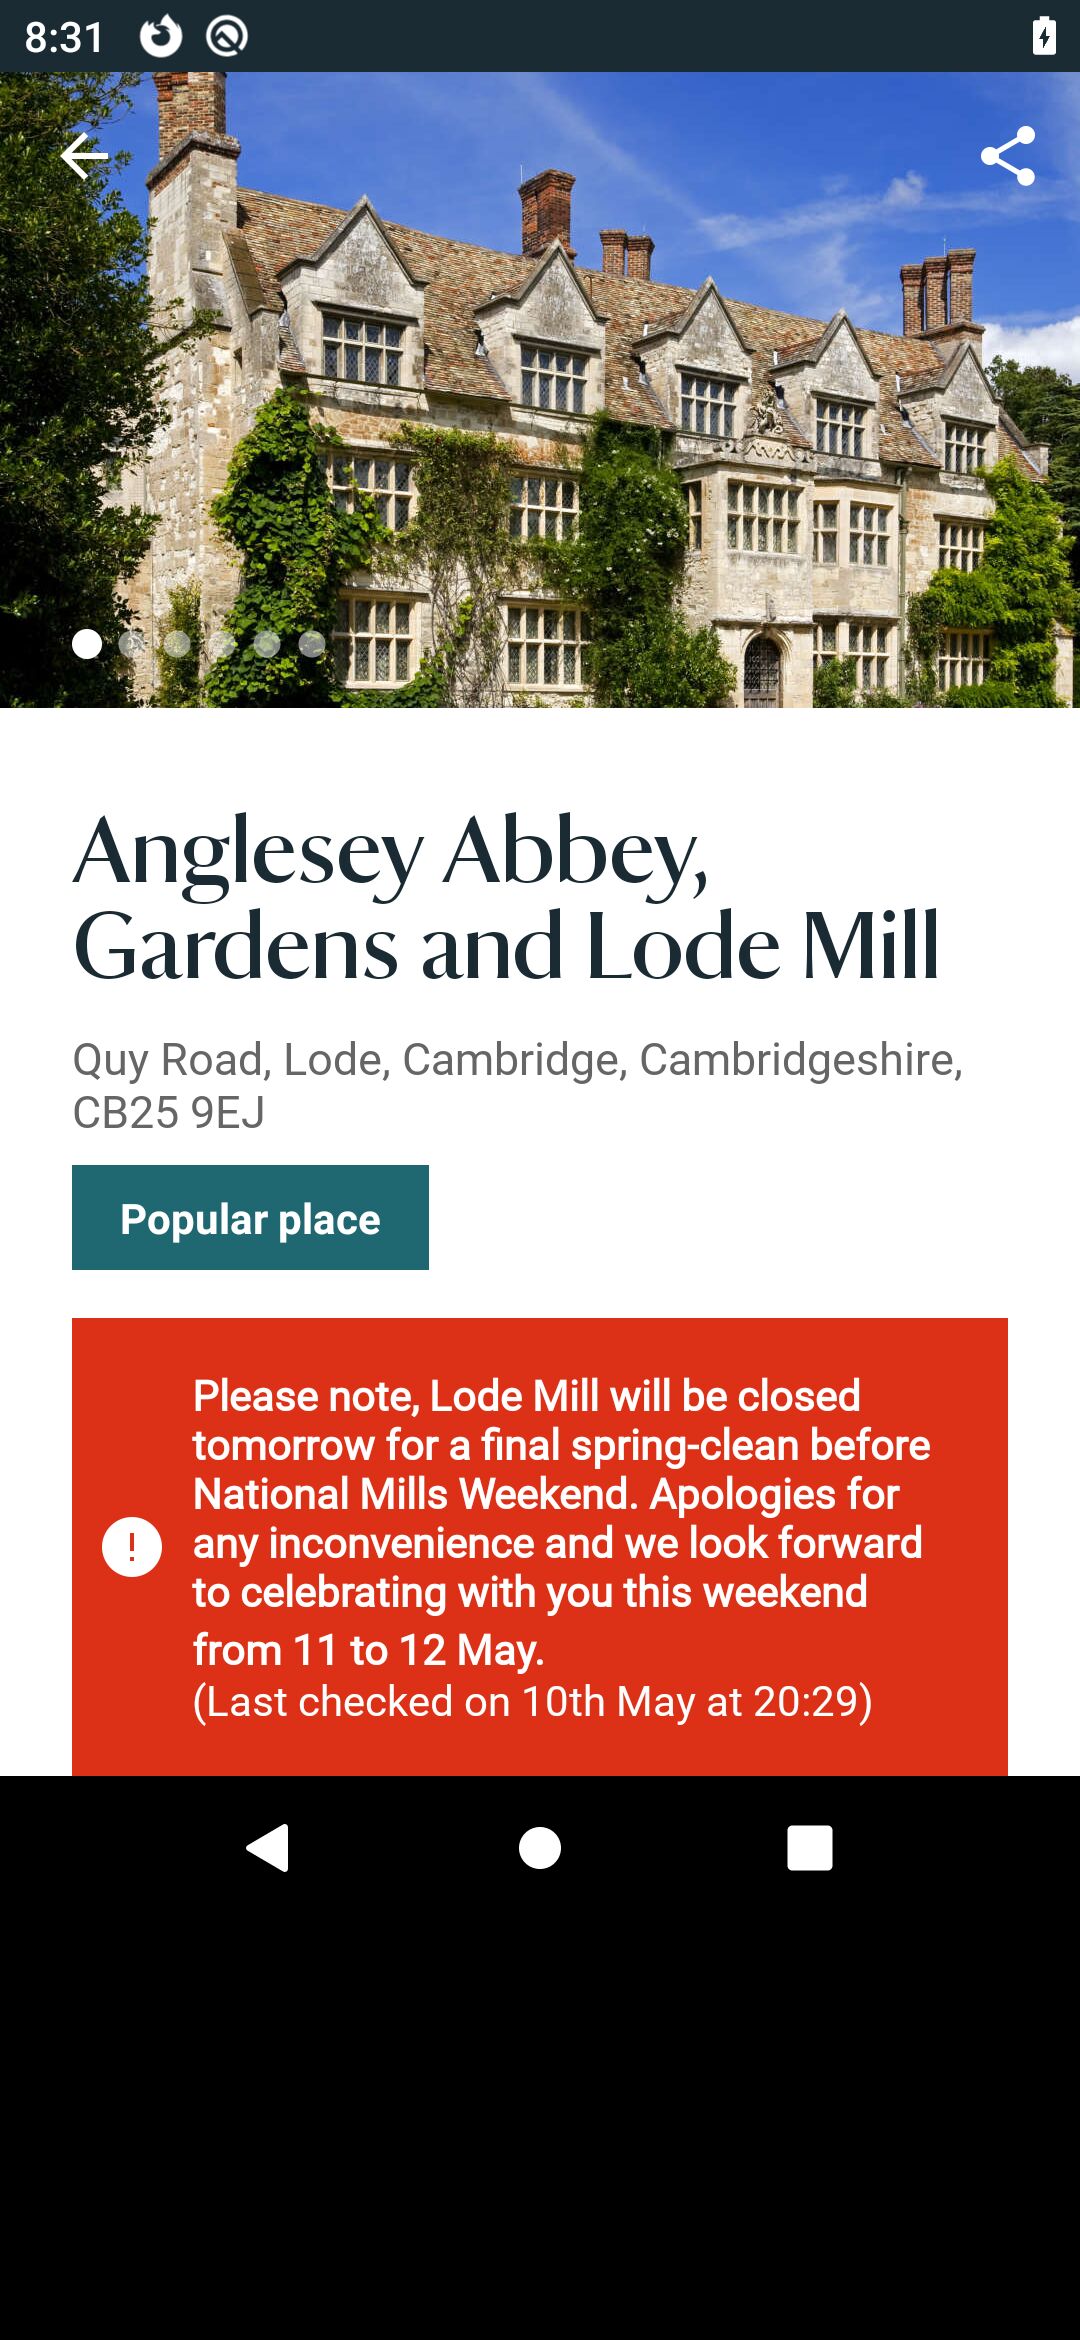 8:31
Anglesey Abbey,
Gardens and Lode Mill
Quy Road, Lode, Cambridge, Cambridgeshire,
CB25 9EJ
Popular place
Please note, Lode Mill will be closed
tomorrow for a final spring-clean before
National Mills Weekend. Apologies for
any inconvenience and we look forward
to celebrating with you this weekend
from 11 to 12 May.
(Last checked on 10th May at 20:29)